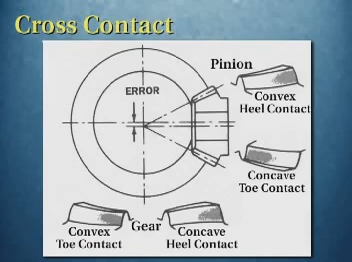 Cross Contact
Pinion
ERROR
Convex
Heel Contact
Concave
Toe Contact
Gear
Convex
Toe Contact
Concave
Heel Contact